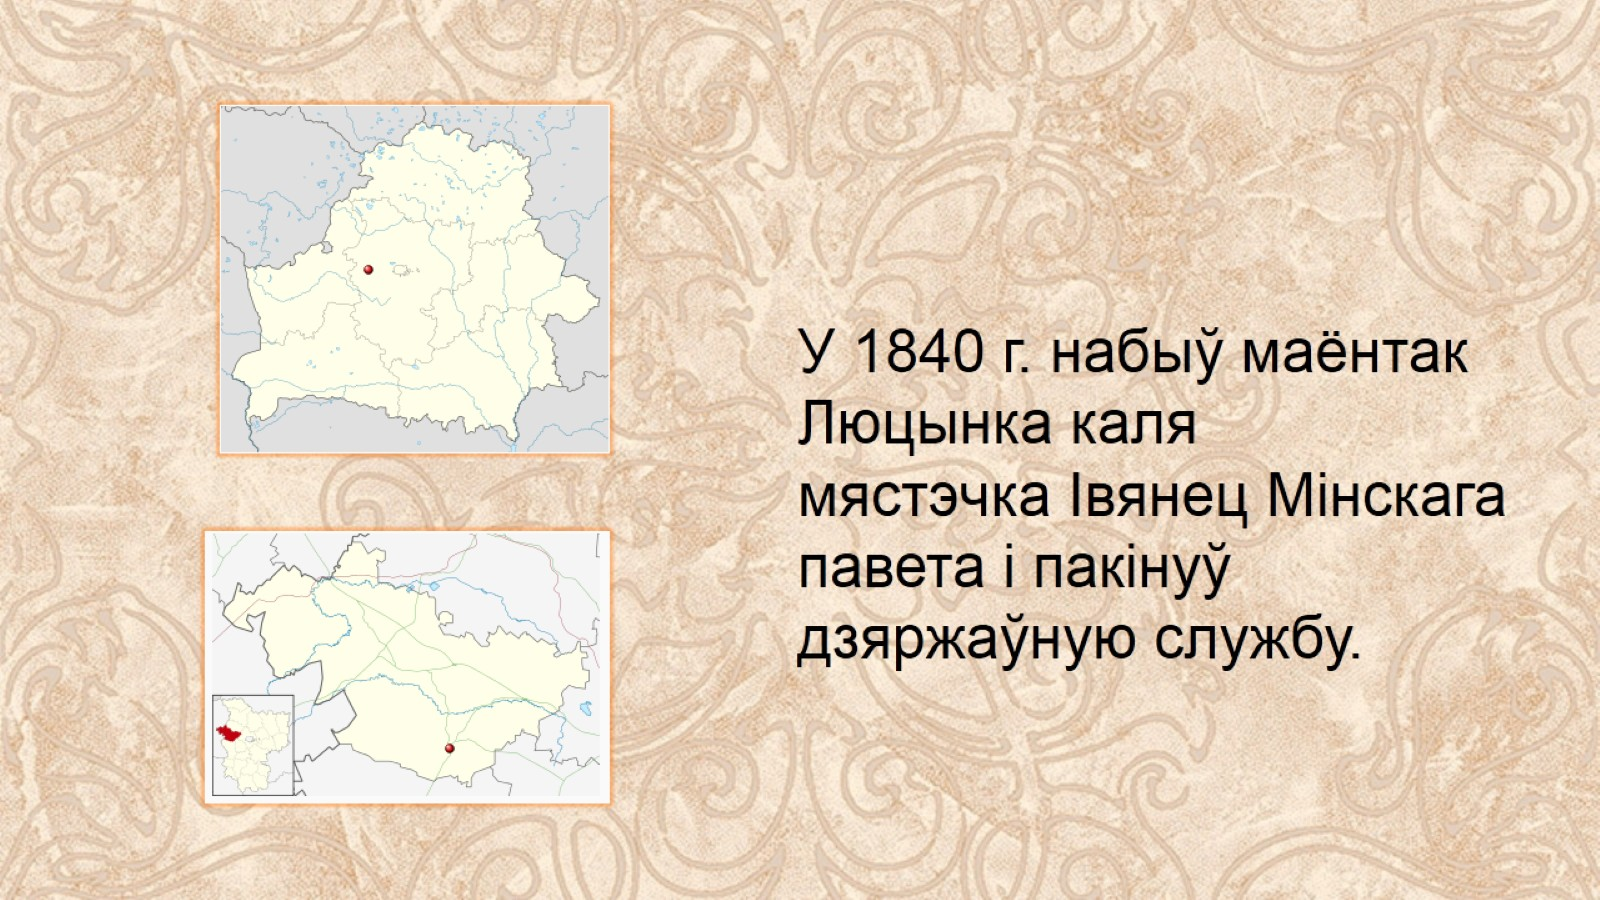 У 1840 г. набыў маёнтак
Люцынка каля
мястэчка Івянец Мінскага
павета і пакінуў
дзяржаўную службу.